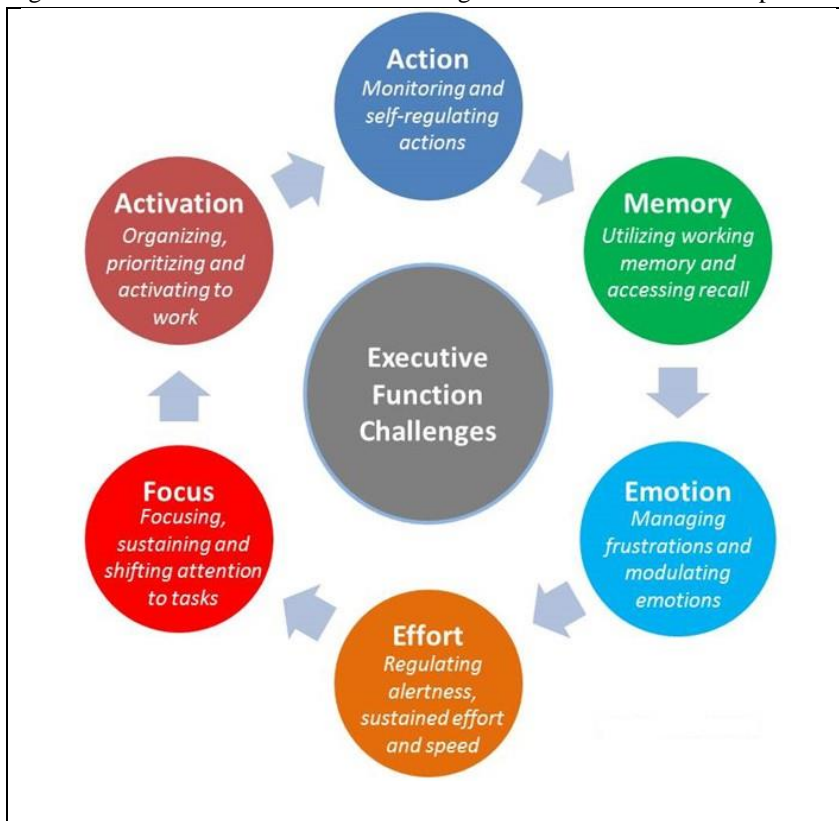 Action
Monitoring and
self-regulating
actions
Memory
Utilizing working
memory and
accessing recall
Emotion
Managing
frustrations and
modulating
emotions
Effort
Regulating
alertness,
sustained effort
and speed
Focus
Focusing,
sustaining and
shifting attention
to tasks
Activation
Organizing,
prioritizing and
activating to
work
Executive
Function
Challenges